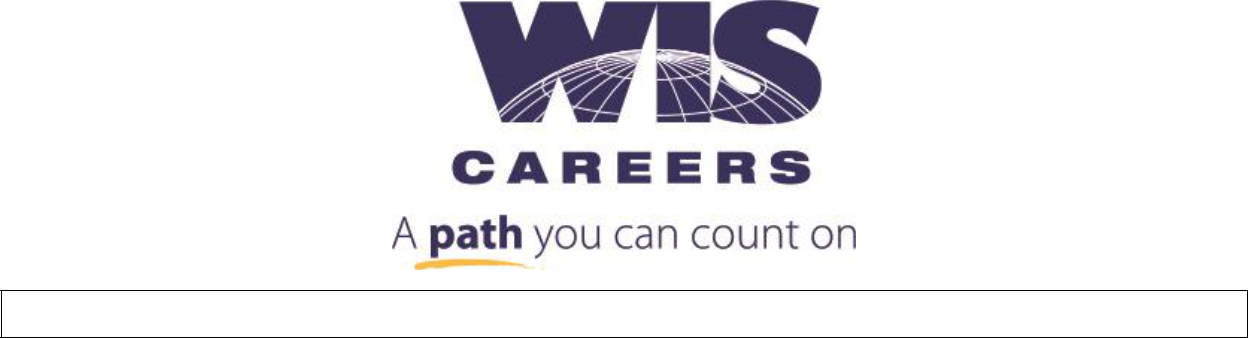 WIS
CAREERS
A path you can count on